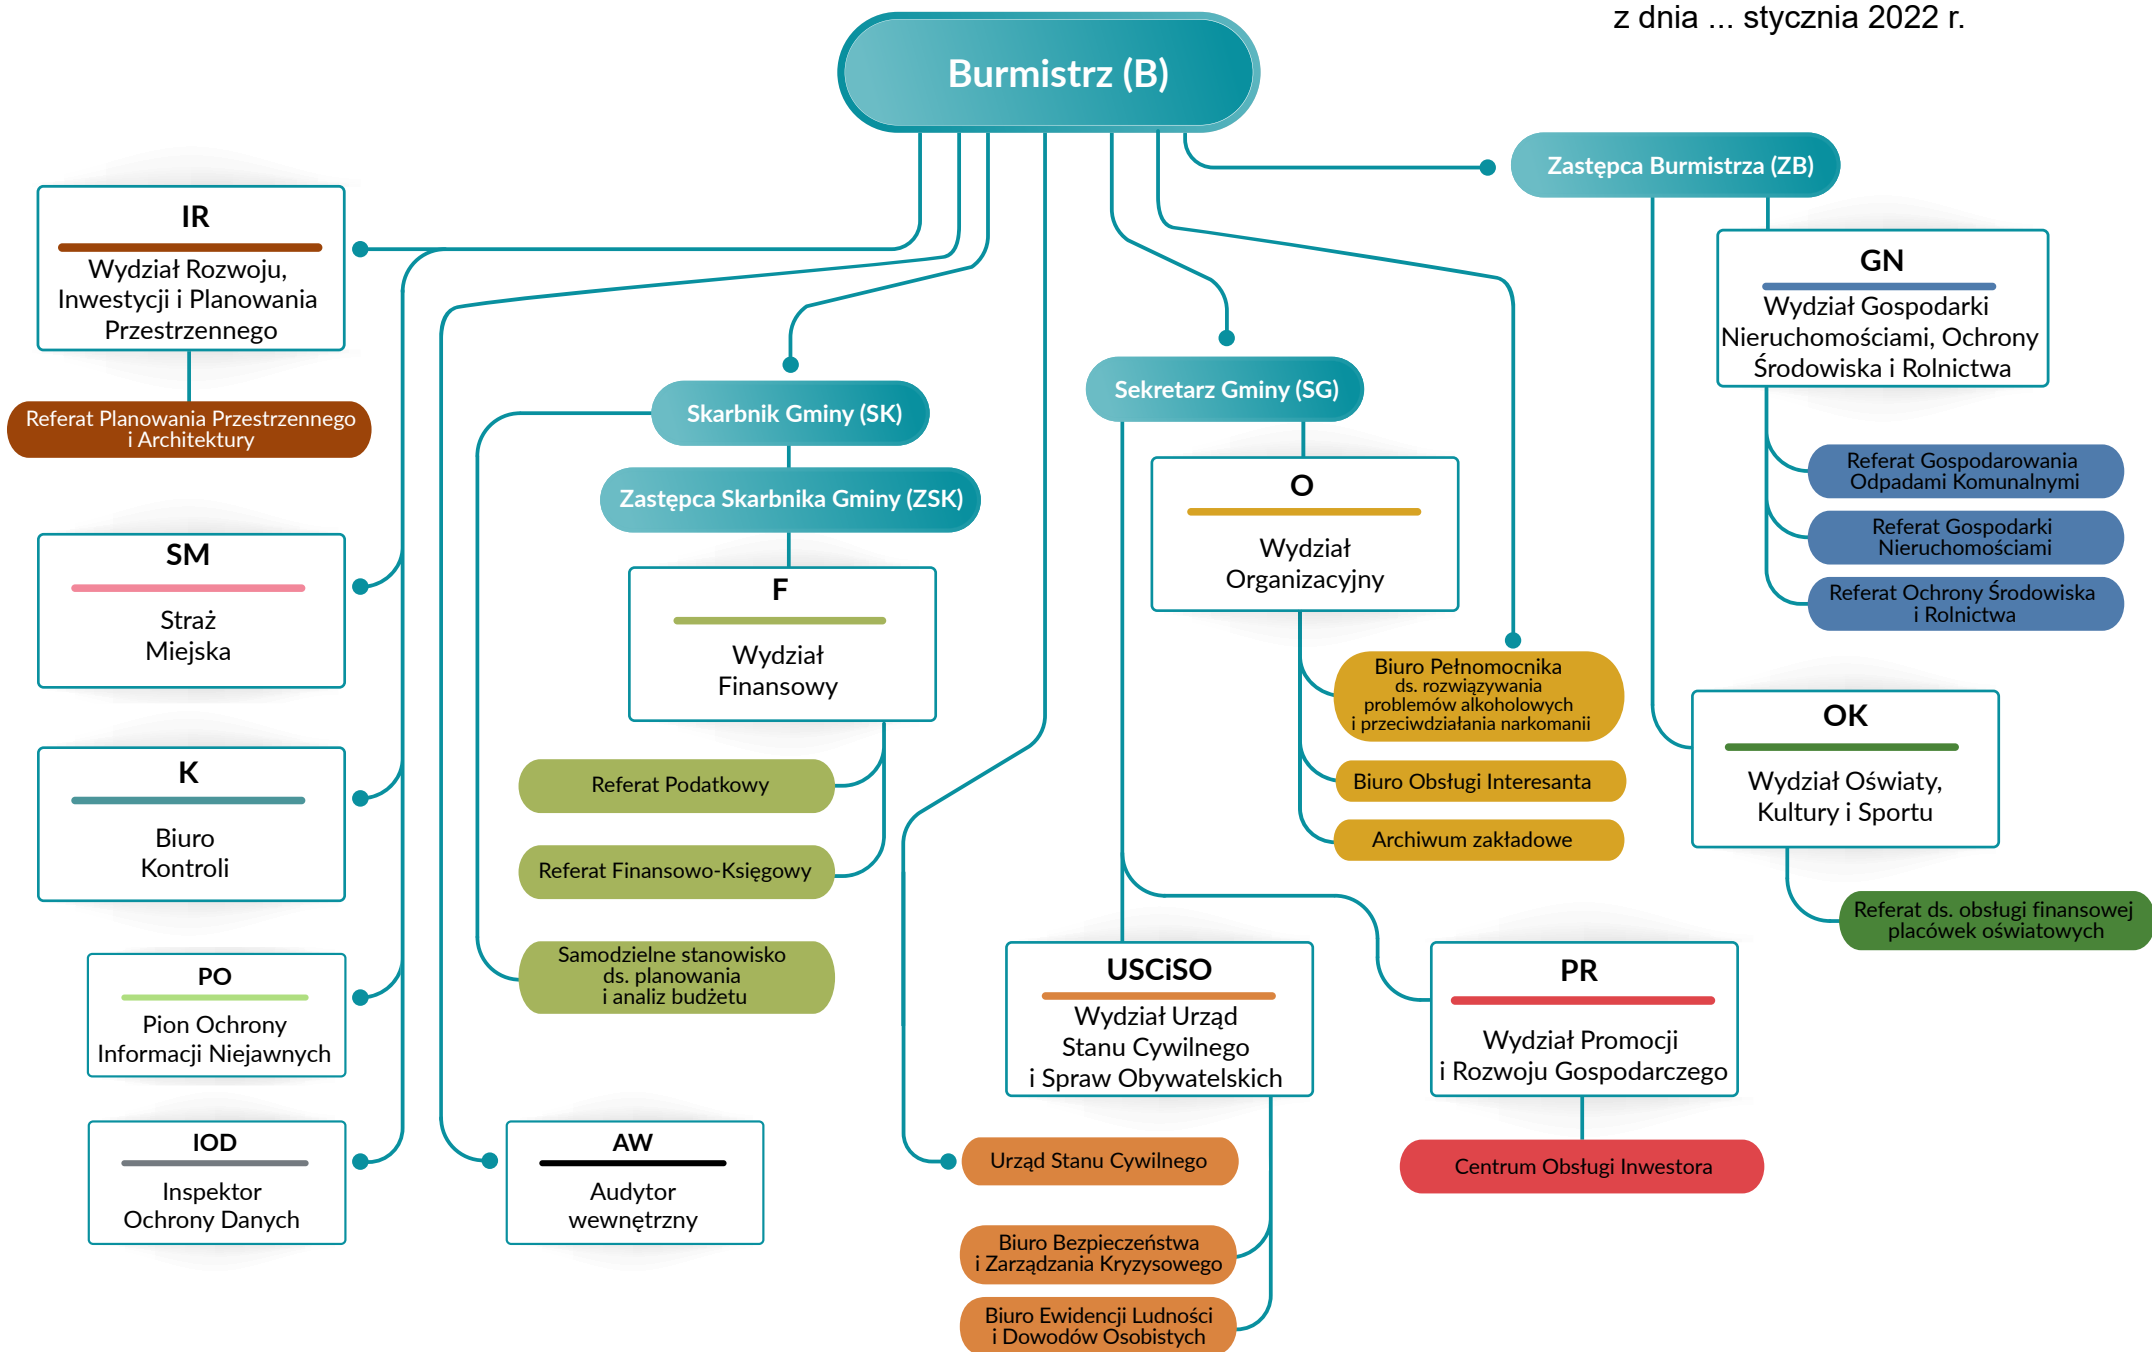 z dnia ... stycznia 2022 r.
Burmistrz (B)
Zastępca Burmistrza (ZB)
IR
Wydział Rozwoju,
Inwestycji i Planowania
Przestrzennego
Referat Planowania Przestrzennego
i Architektury
SM
Straż
Miejska
K
Biuro
Kontroli
PO
Pion Ochrony
Informacji Niejawnych
IOD
Inspektor
Ochrony Danych
AW
Audytor
wewnętrzny
Skarbnik Gminy (SK)
Zastępca Skarbnika Gminy (ZSK)
F
Wydział
Finansowy
Referat Podatkowy
Referat Finansowo-Księgowy
Samodzielne stanowisko
ds. planowania
i analiz budżetu
Sekretarz Gminy (SG)
O
Wydział
Organizacyjny
Biuro Pełnomocnika
ds. rozwiązywania
problemów alkoholowych
i przeciwdziałania narkomanii
Biuro Obsługi Interesanta
Archiwum zakładowe
USCiSO
Wydział Urząd
Stanu Cywilnego
i Spraw Obywatelskich
Urząd Stanu Cywilnego
Biuro Bezpieczeństwa
i Zarządzania Kryzysowego
Biuro Ewidencji Ludności
i Dowodów Osobistych
PR
Wydział Promocji
i Rozwoju Gospodarczego
Centrum Obsługi Inwestora
GN
Wydział Gospodarki
Nieruchomościami, Ochrony
Środowiska i Rolnictwa
Referat Gospodarowania
Odpadami Komunalnymi
Referat Gospodarki
Nieruchomościami
Referat Ochrony Środowiska
i Rolnictwa
OK
Wydział Oświaty,
Kultury i Sportu
Referat ds. obsługi finansowej
placówek oświatowych